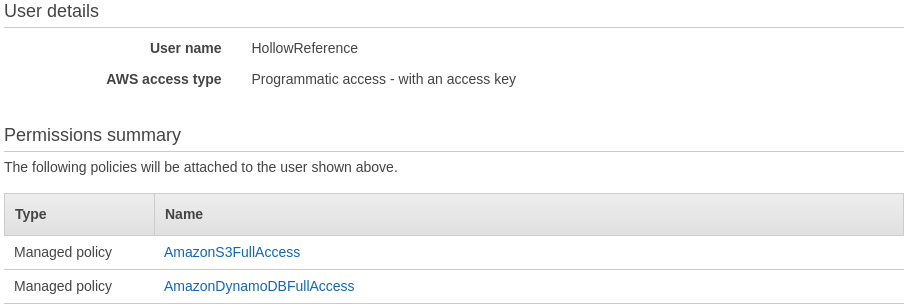 User details
User name HollowReference
AWS access type Programmatic access - with an access key
Permissions summary
The following policies will be attached to the user shown above.
Type Name
Managed policy AmazonS3FullAccess
Managed policy AmazonDynamoDBFullAccess